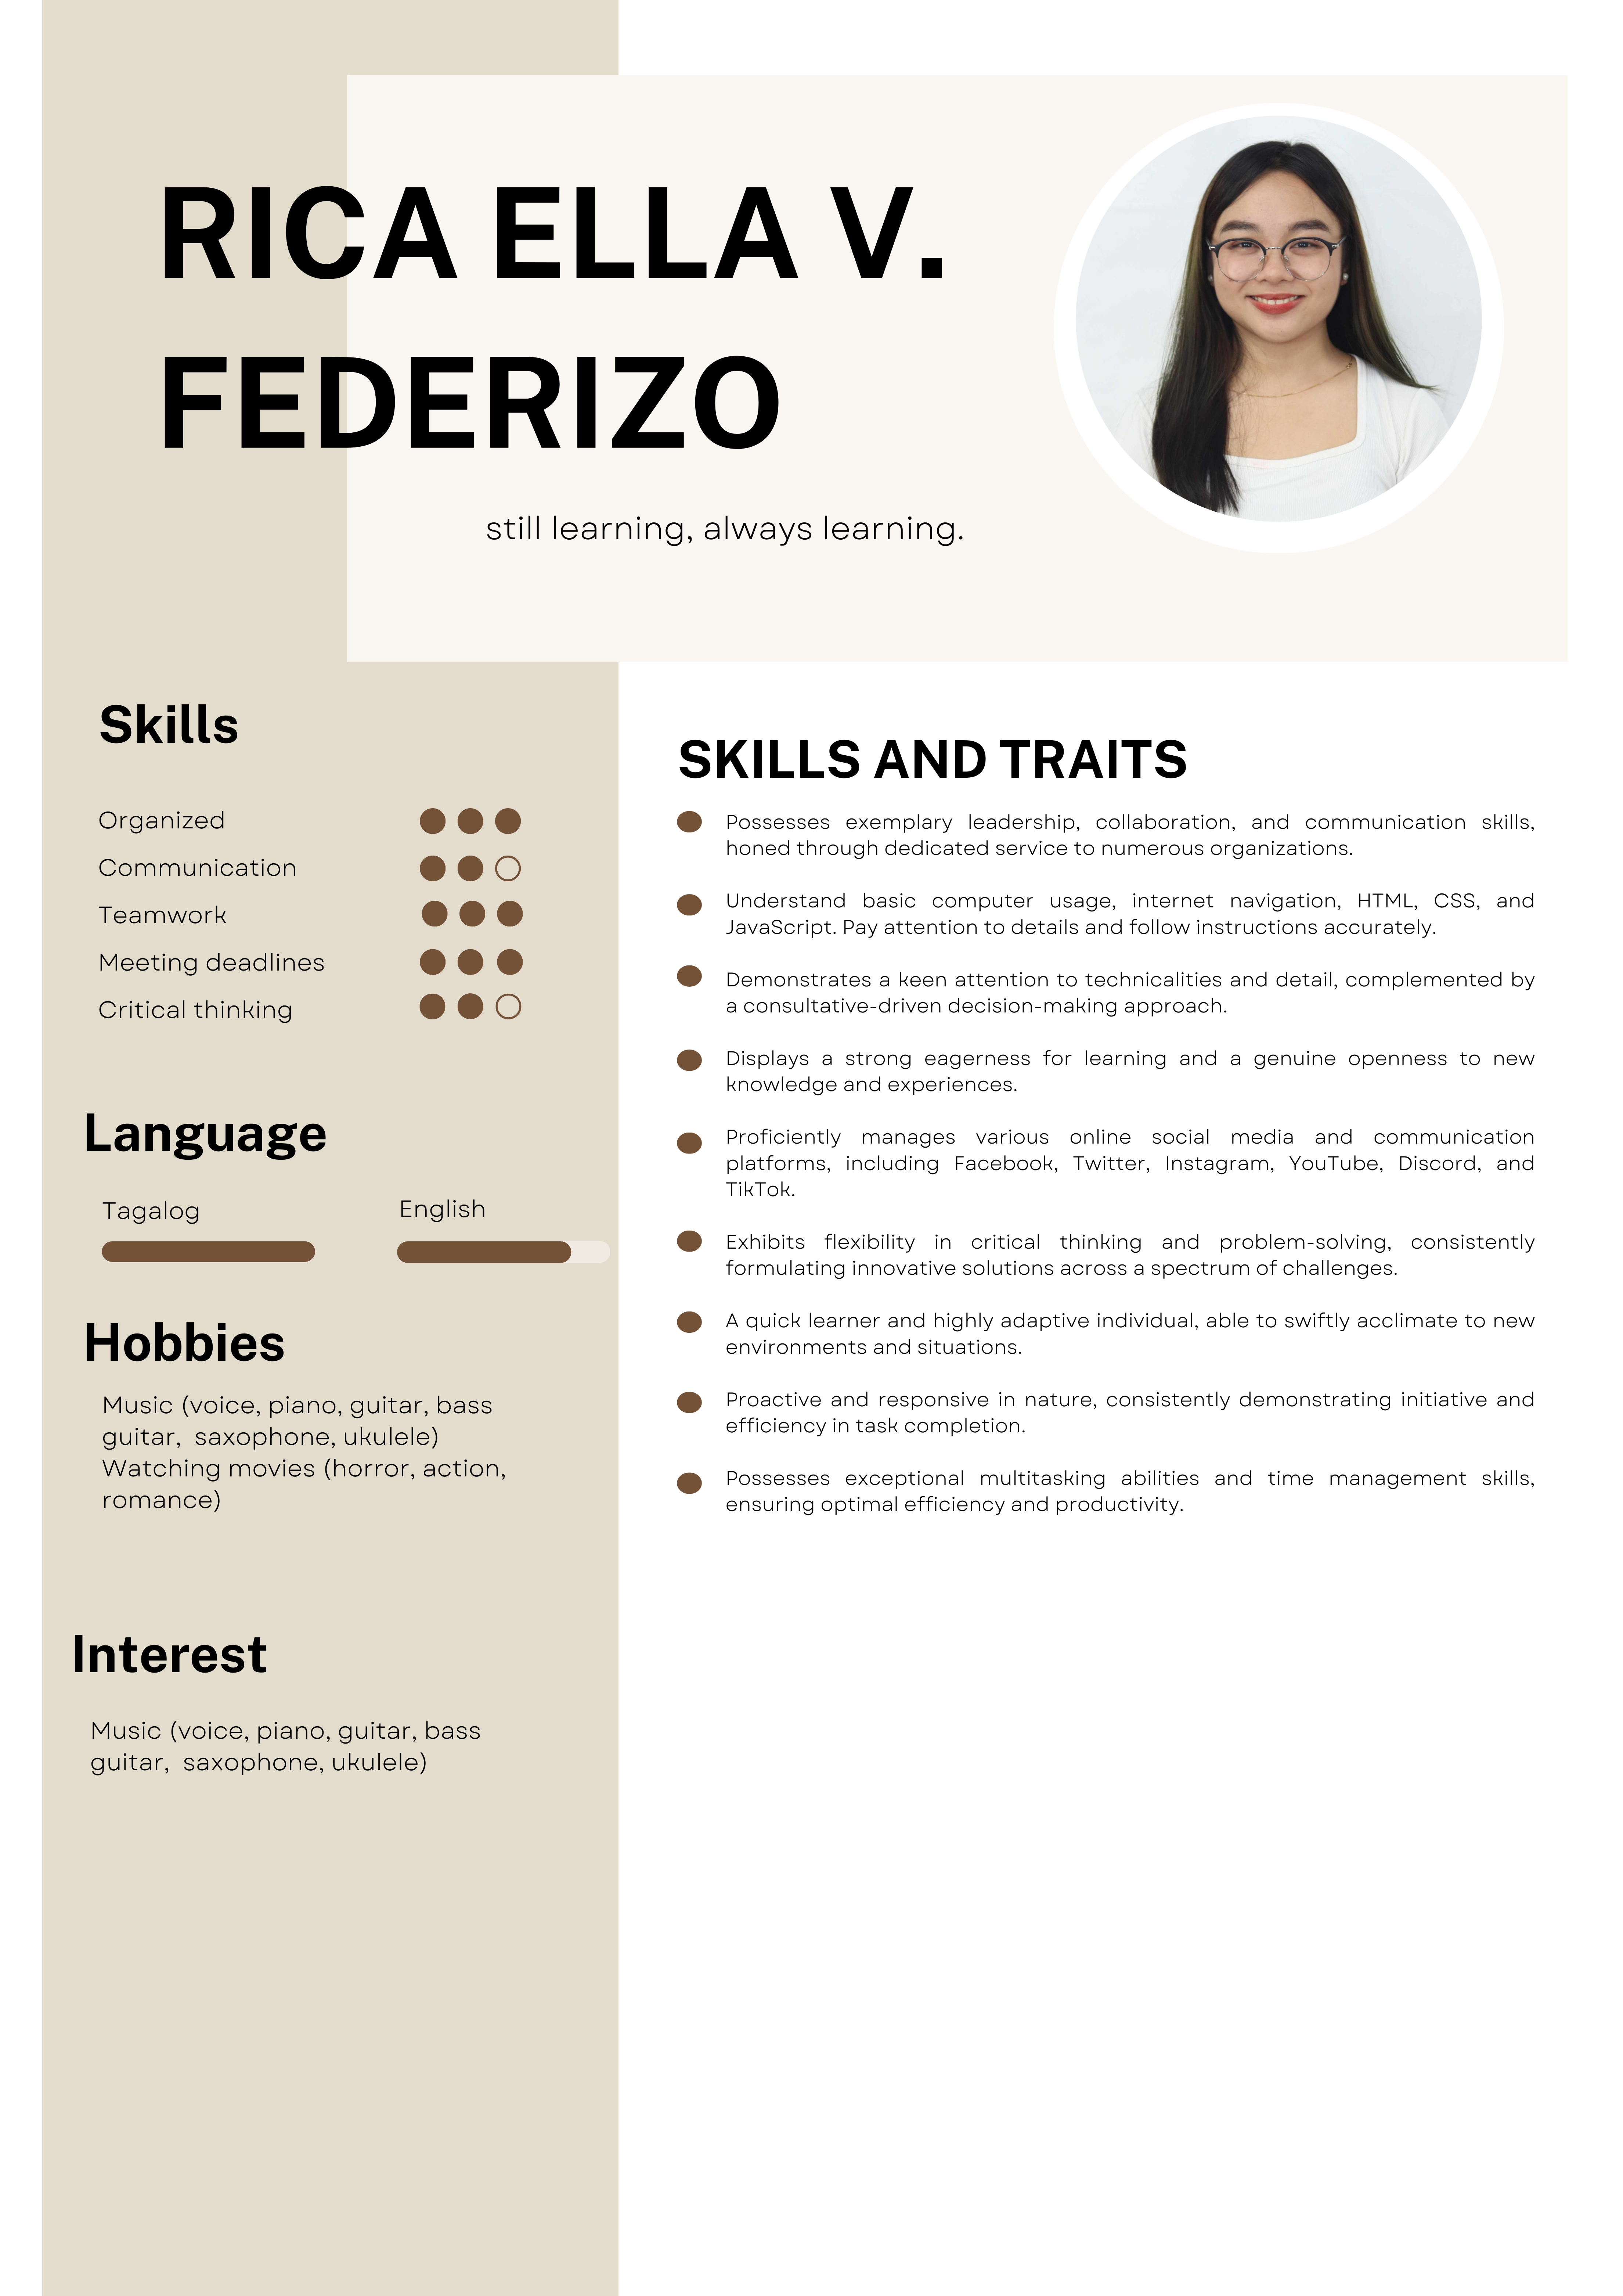 RICA ELLA V.
FEDERIZO
still learning, always learning.
Skills
Organized
Communication
Teamwork
Meeting deadlines
Critical thinking
Language
Tagalog
English
Hobbies
Music (voice, piano, guitar, bass
guitar, saxophone, ukulele)
Watching movies (horror, action,
romance)
Interest
Music (voice, piano, guitar, bass
guitar, saxophone, ukulele)
SKILLS AND TRAITS
Possesses exemplary leadership, collaboration, and communication skills,
honed through dedicated service to numerous organizations.
Understand basic computer usage, internet navigation, HTML, CSS, and
JavaScript. Pay attention to details and follow instructions accurately.
Demonstrates a keen attention to technicalities and detail, complemented by
a consultative-driven decision-making approach.
Displays a strong eagerness for learning and a genuine openness to new
knowledge and experiences.
Proficiently manages various online social media and communication
platforms, including Facebook, Twitter, Instagram, YouTube, Discord, and
TikTok.
Exhibits flexibility in critical thinking and problem-solving, consistently
formulating innovative solutions across a spectrum of challenges.
A quick learner and highly adaptive individual, able to swiftly acclimate to new
environments and situations.
Proactive and responsive in nature, consistently demonstrating initiative and
efficiency in task completion.
Possesses exceptional multitasking abilities and time management skills,
ensuring optimal efficiency and productivity.